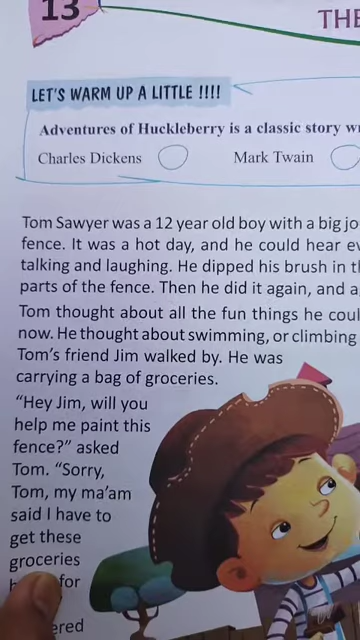 13
THE
LET'S WARM UP A LITTLE !!!!
Adventures of Huckleberry is a classic story
Charles Dickens Mark Twain
Tom Sawyer was a 12 year old boy with a big
fence. It was a hot day, and he could hear
talking and laughing. He dipped his brush in
parts of the fence. Then he did it again, and
Tom thought about all the fun things he
now. He thought about swimming, or climbing
Tom's friend Jim walked by. He was
carrying a bag of groceries.
"Hey Jim, will you
help me paint this
fence?" asked
Tom. "Sorry,
Tom, my ma'am
said I have to
get these
groceries
for